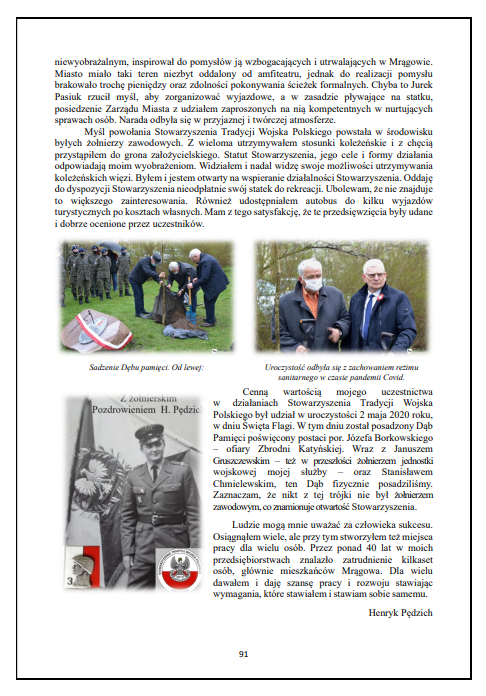 niewyobrażalnym, inspirował do pomysłów ją wzbogacających i utrwalających w Mrągowie.
Miasto miało taki teren niezbyt oddalony od amfiteatru, jednak do realizacji pomysłu
brakowało trochę pieniędzy oraz zdolności pokonywania ścieżek formalnych. Chyba to Jurek
Pasiuk rzucił myśl, aby zorganizować wyjazdowe, a w zasadzie pływające na statku,
posiedzenie Zarządu Miasta z udziałem zaproszonych na nią kompetentnych w nurtujących
sprawach osób. Narada odbyła się w przyjaznej i twórczej atmosferze.
Myśl powołania Stowarzyszenia Tradycji Wojska Polskiego powstała w środowisku
byłych żołnierzy zawodowych. Z wieloma utrzymywałem stosunki koleżeńskie i z chęcią
przystąpiłem do grona założycielskiego. Statut Stowarzyszenia, jego cele i formy działania
odpowiadają moim wyobrażeniom. Widziałem i nadal widzę swoje możliwości utrzymywania
koleżeńskich więzi. Byłem i jestem otwarty na wspieranie działalności Stowarzyszenia. Oddaję
do dyspozycji Stowarzyszenia nieodpłatnie swój statek do rekreacji. Ubolewam, że nie znajduje
to większego zainteresowania. Również udostępniałem autobus do kilku wyjazdów
turystycznych po kosztach własnych. Mam z tego satysfakcję, że te przedsięwzięcia były udane
i dobrze ocenione przez uczestników.
Sadzenie Dębu pamięci. Od lewej:
Uroczystość odbyła się z zachowaniem reżimu
sanitarnego w czasie pandemii Covid.
Z żołnierskim
Pozdrowieniem H. Pędzic
3
Cenną wartością mojego uczestnictwa
w działaniach Stowarzyszenia Tradycji Wojska
Polskiego był udział w uroczystości 2 maja 2020 roku,
w dniu Święta Flagi. W tym dniu został posadzony Dąb
Pamięci poświęcony postaci por. Józefa Borkowskiego
– ofiary Zbrodni Katyńskiej. Wraz z Januszem
Gruszczewskim – też w przeszłości żołnierzem jednostki
wojskowej mojej służby – oraz Stanisławem
Chmielewskim, ten Dąb fizycznie posadziliśmy.
Zaznaczam, że nikt z tej trójki nie był żołnierzem
zawodowym, co znamionuje otwartość Stowarzyszenia.
Ludzie mogą mnie uważać za człowieka sukcesu.
Osiągnąłem wiele, ale przy tym stworzyłem też miejsca
pracy dla wielu osób. Przez ponad 40 lat w moich
przedsiębiorstwach znalazło zatrudnienie kilkaset
osób, głównie mieszkańców Mrągowa. Dla wielu
dawałem i daję szansę pracy i rozwoju stawiając
wymagania, które stawiałem i stawiam sobie samemu.
Henryk Pędzich
91